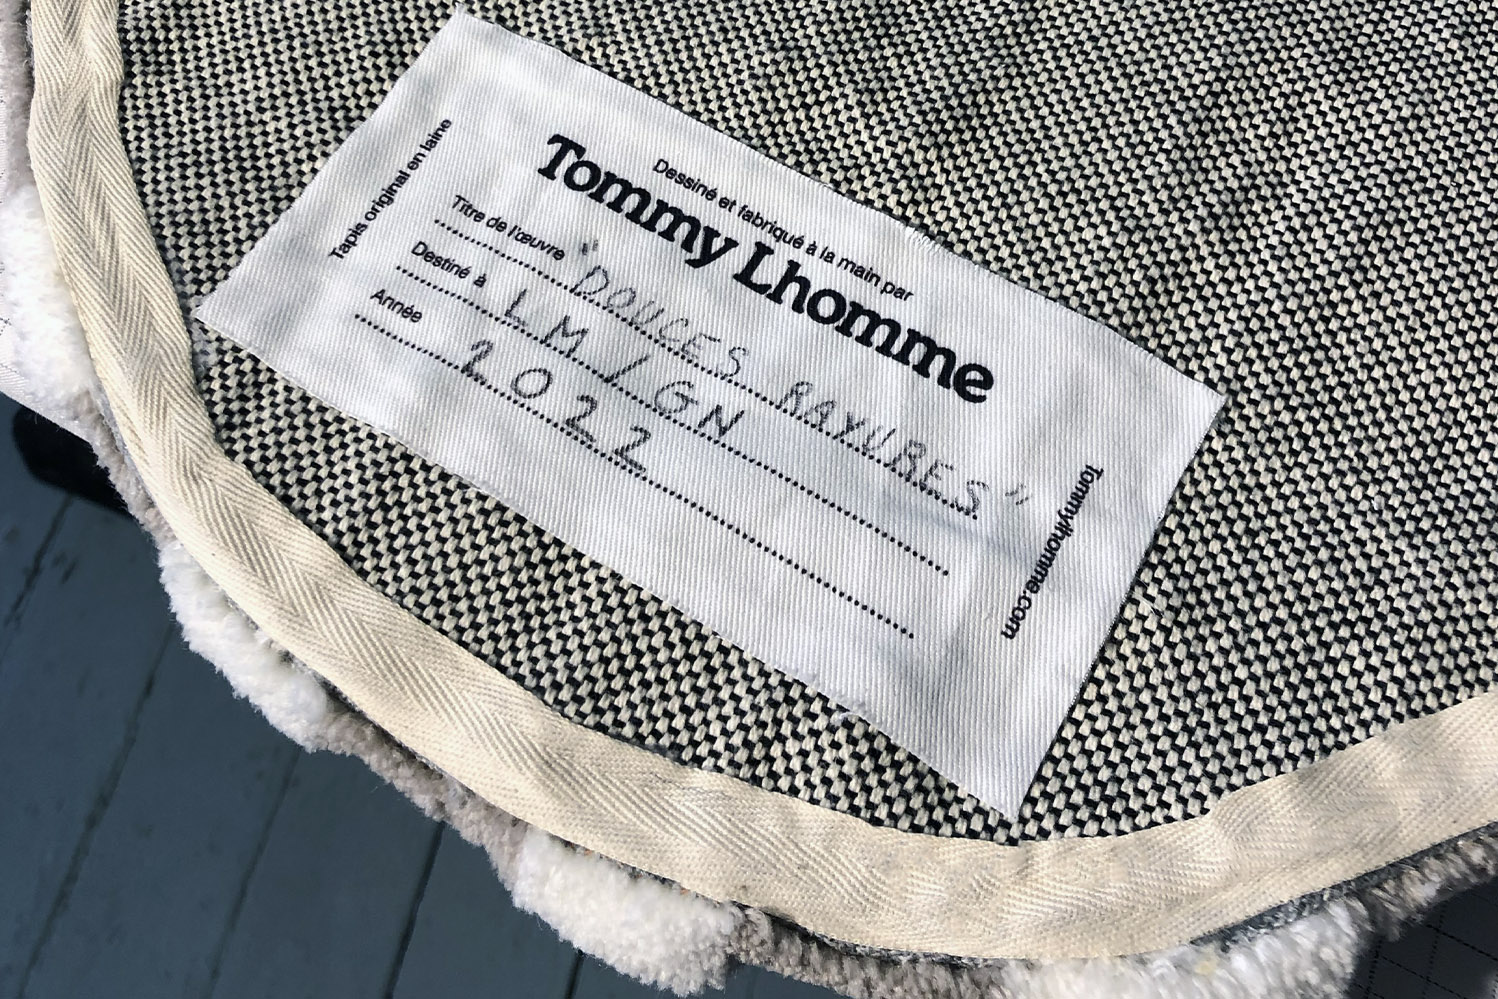 Tapis original en laine
Dessiné et fabriqué à la main par
Tommy Lhomme
Titre de l'œuvre "DOUCES RAYURES"
Destiné à LM / GN
Année 2022
Tommylhomme.com